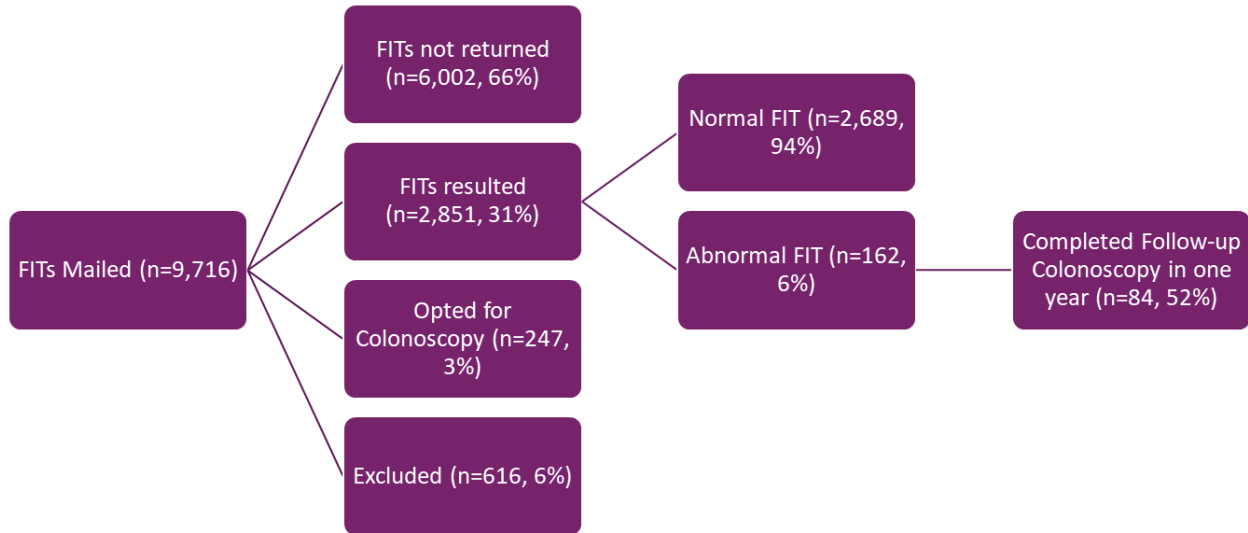 FITs Mailed (n=9,716)
FITs not returned
(n=6,002, 66%)
FITs resulted
(n=2,851, 31%)
Opted for
Colonoscopy (n=247,
3%)
Excluded (n=616, 6%)
Normal FIT (n=2,689,
94%)
Abnormal FIT (n=162,
6%)
Completed Follow-up
Colonoscopy in one
year (n=84, 52%)